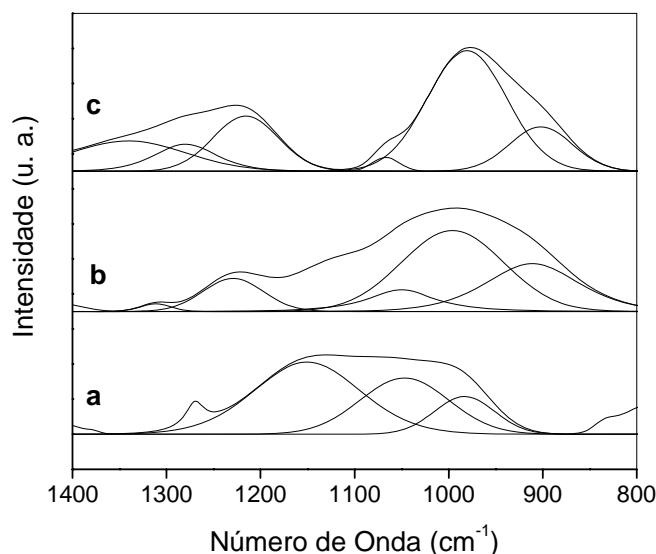 c
b
a
Intensidade (u. a.)
1400 1300 1200 1100 1000 900 800
Número de Onda (cm⁻¹)